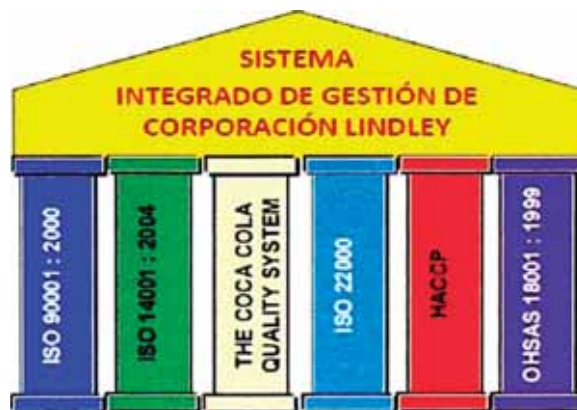 SISTEMA
INTEGRADO DE GESTIÓN DE
CORPORACIÓN LINDLEY
ISO 90001 : 2000
ISO 14001 : 2004
THE COCA COLA
QUALITY SYSTEM
ISO 22000
HACCP
OHSAS 18001 : 1999